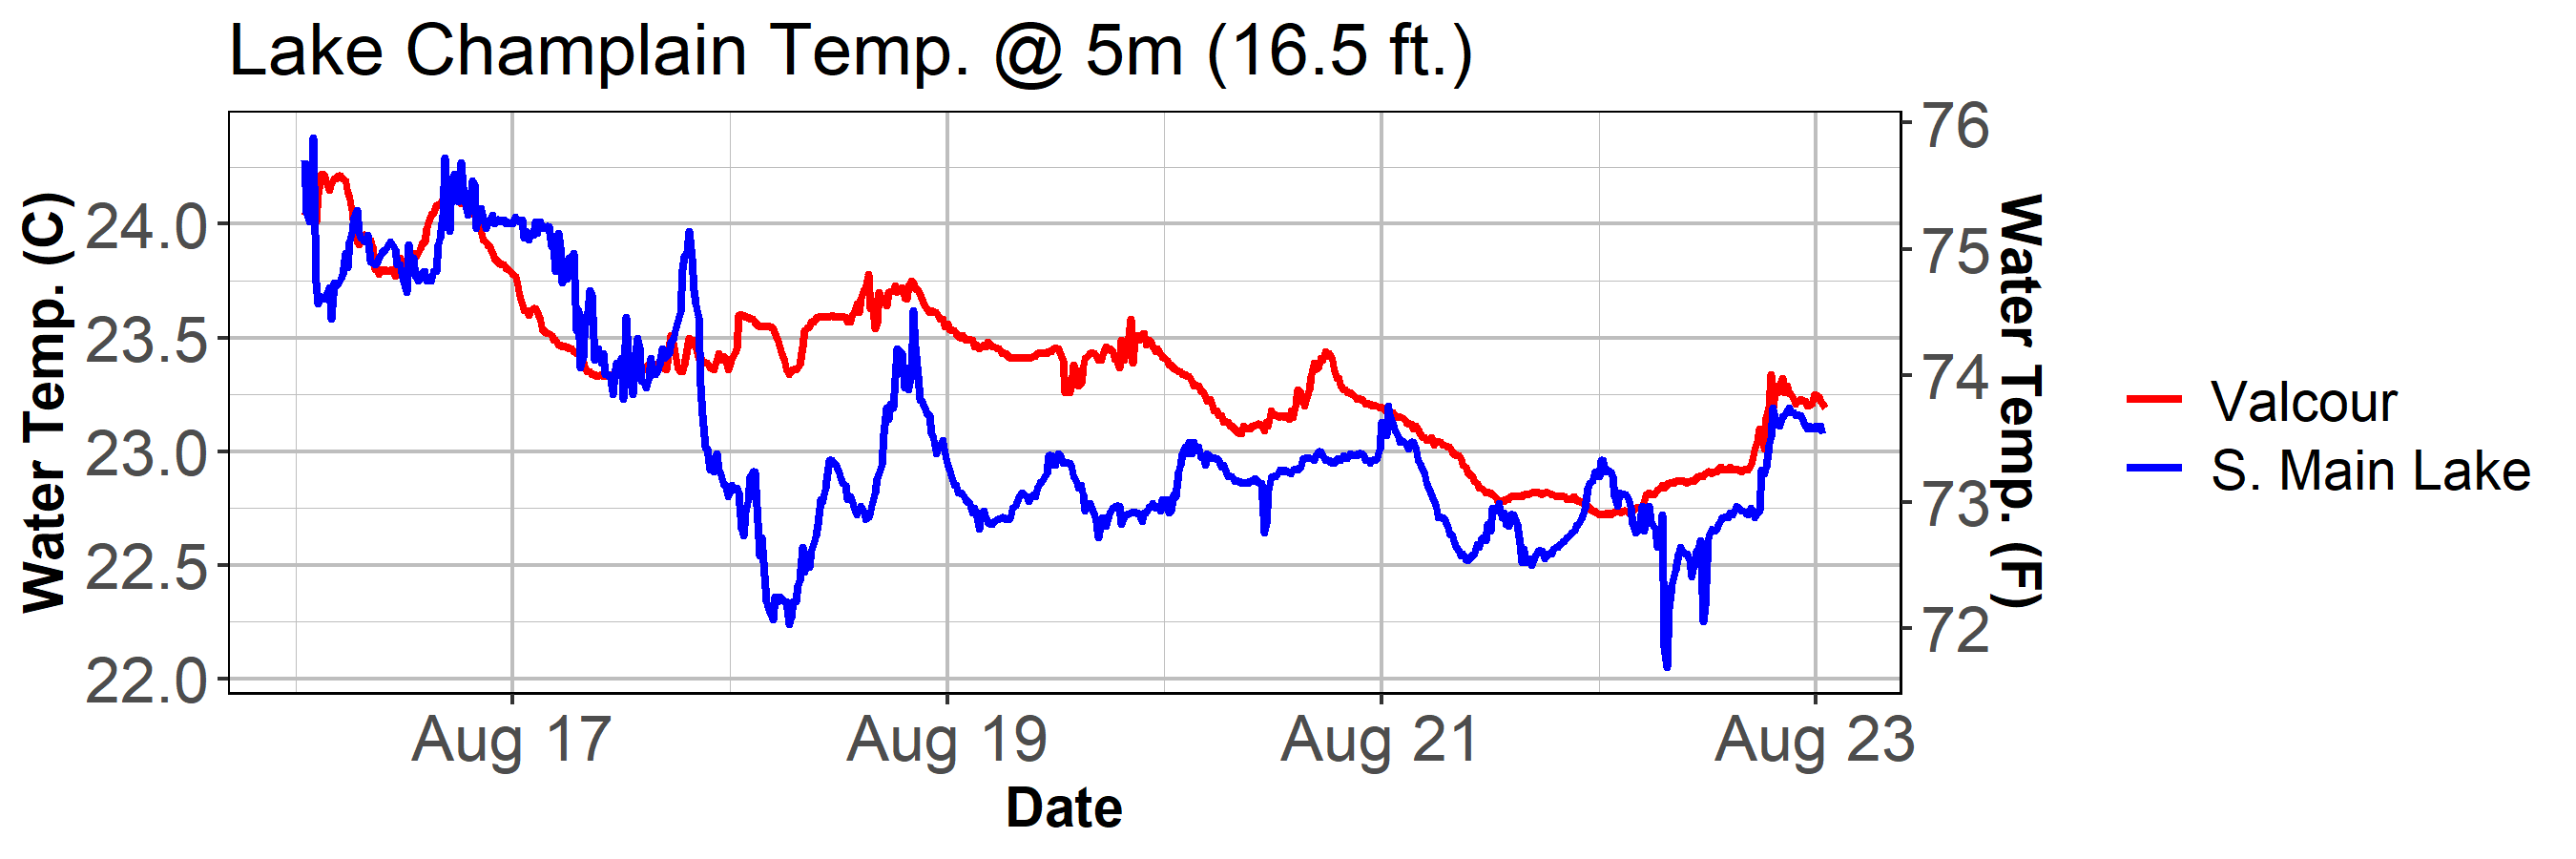 Lake Champlain Temp. @ 5m (16.5 ft.)
Water Temp. (C)
24.0
23.5
23.0
22.5
22.0
76
75
74
73
72
Water Temp. (F)
Aug 17
Aug 19
Aug 21
Aug 23
Date
Valcour
S. Main Lake